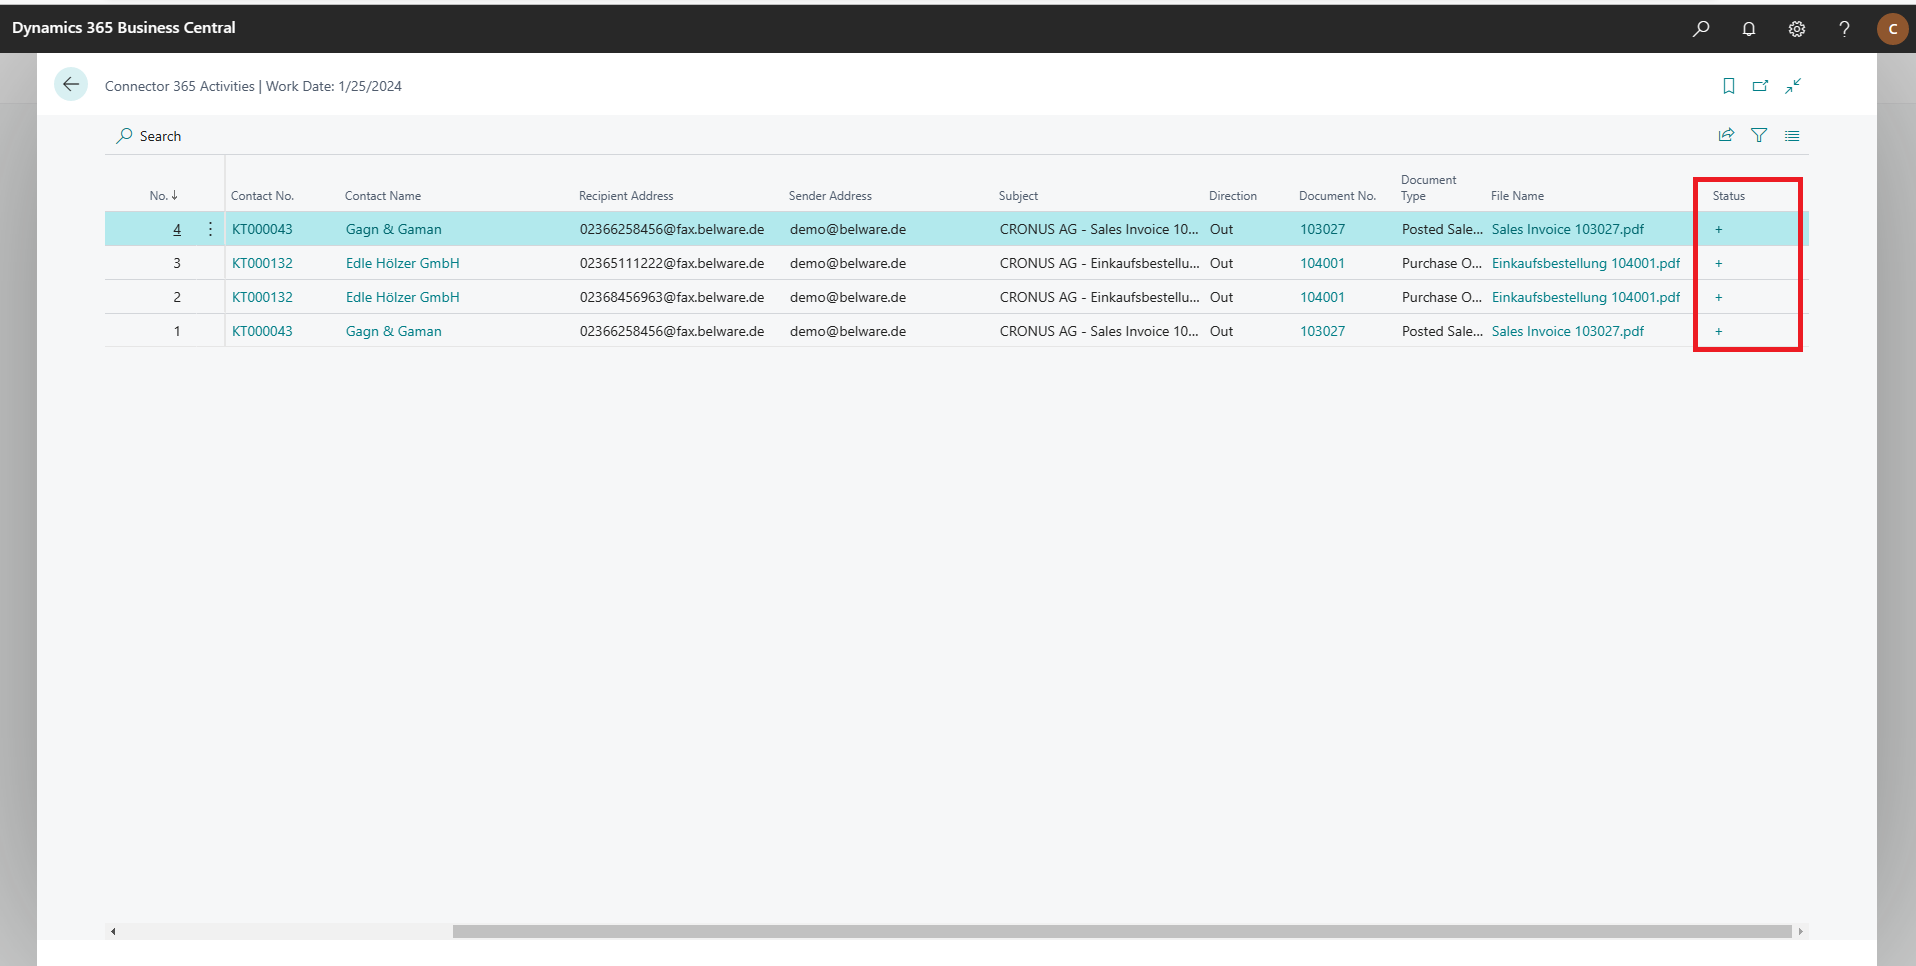 Dynamics 365 Business Central
C
Connector 365 Activities | Work Date: 1/25/2024
Search
No. ↓ Contact No. Contact Name Recipient Address Sender Address Subject Direction Document No. Document Type File Name Status
4 KT000043 Gagn & Gaman 02366258456@fax.belware.de demo@belware.de CRONUS AG - Sales Invoice 10... Out 103027 Posted Sale... Sales Invoice 103027.pdf +
3 KT000132 Edle Hölzer GmbH 02365111222@fax.belware.de demo@belware.de CRONUS AG - Einkaufsbestellu... Out 104001 Purchase O... Einkaufsbestellung 104001.pdf +
2 KT000132 Edle Hölzer GmbH 02368456963@fax.belware.de demo@belware.de CRONUS AG - Einkaufsbestellu... Out 104001 Purchase O... Einkaufsbestellung 104001.pdf +
1 KT000043 Gagn & Gaman 02366258456@fax.belware.de demo@belware.de CRONUS AG - Sales Invoice 10... Out 103027 Posted Sale... Sales Invoice 103027.pdf +